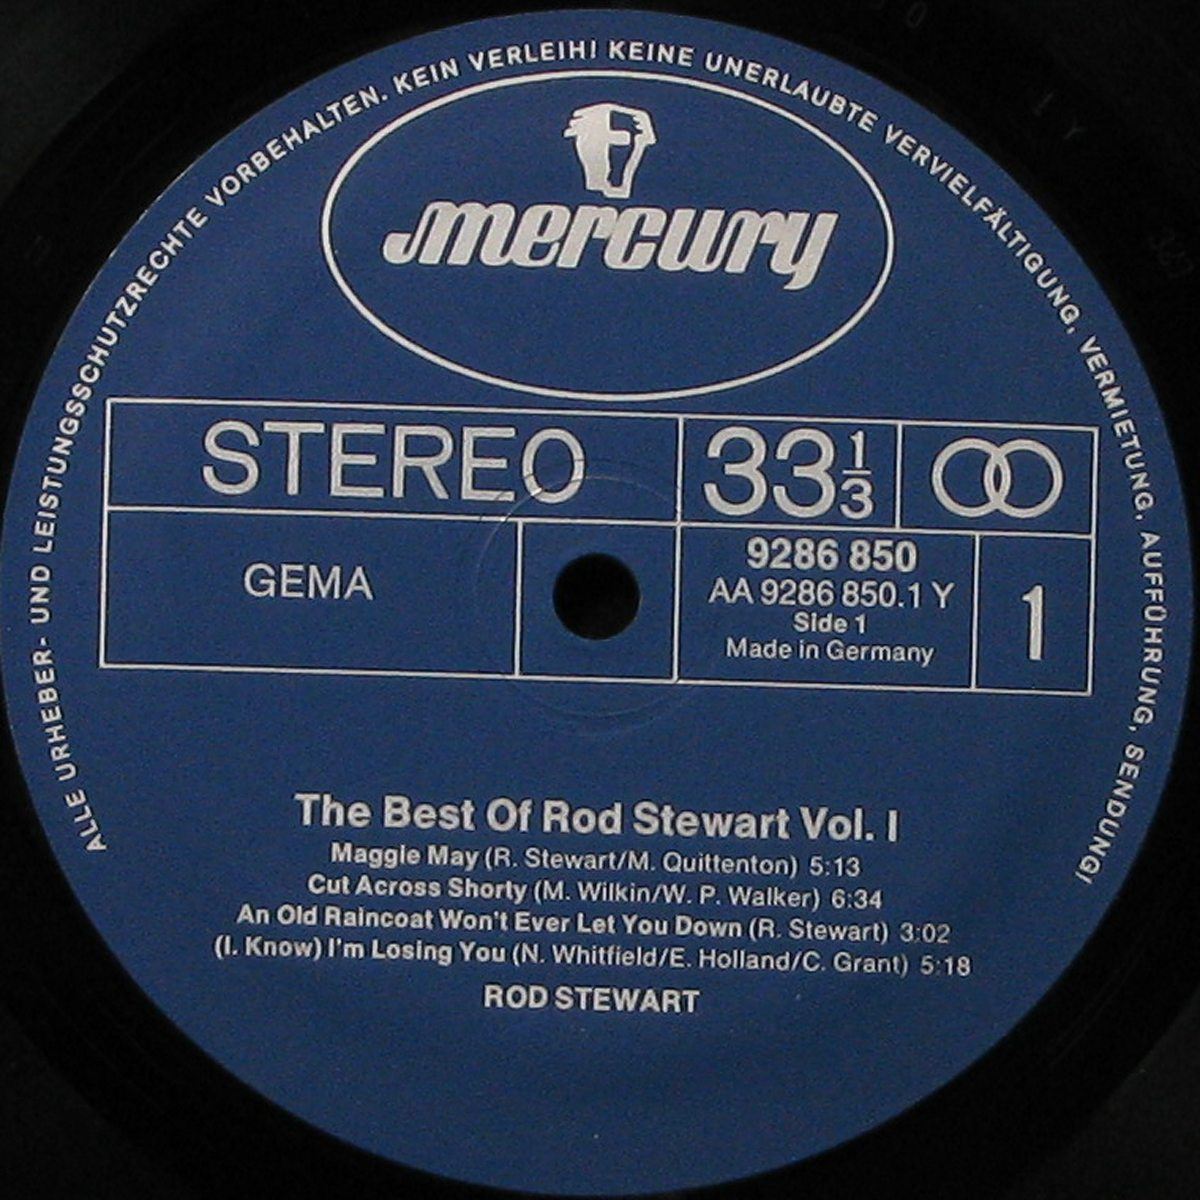 ALLE URHEBER- UND LEISTUNGSSCHUTZRECHTE VORBEHALTEN. KEIN VERLEIH! KEINE UNERLAUBTE VERVIELFÄLTIGUNG, VERMIETUNG, AUFFÜHRUNG, SENDUNG!
mercury
STEREO
33 1/3
GEMA
9286 850
AA 9286 850.1 Y
Side 1
Made in Germany
1
The Best Of Rod Stewart Vol. I
Maggie May (R. Stewart/M. Quittenton) 5:13
Cut Across Shorty (M. Wilkin/W. P. Walker) 6:34
An Old Raincoat Won't Ever Let You Down (R. Stewart) 3:02
(I. Know) I'm Losing You (N. Whitfield/E. Holland/C. Grant) 5:18
ROD STEWART